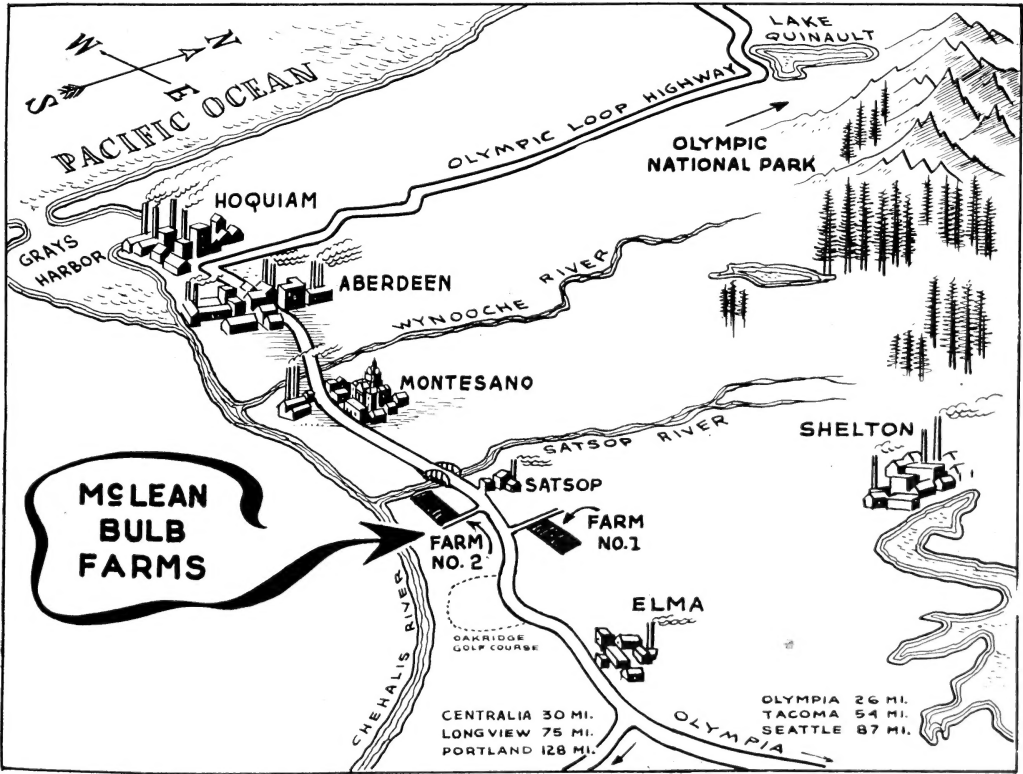 LAKE
QUINAULT
N
W
E
S
PACIFIC OCEAN
OLYMPIC LOOP HIGHWAY
OLYMPIC
NATIONAL PARK
HOQUIAM
GRAYS
HARBOR
ABERDEEN
WYNOOCHE RIVER
MONTESANO
SATSOP RIVER
SHELTON
McLEAN
BULB
FARMS
SATSOP
FARM
NO. 1
FARM
NO. 2
ELMA
OAKRIDGE
GOLF COURSE
CHEHALIS RIVER
CENTRALIA 30 MI.
LONGVIEW 75 MI.
PORTLAND 128 MI.
OLYMPIA
OLYMPIA 26 MI.
TACOMA 54 MI.
SEATTLE 87 MI.